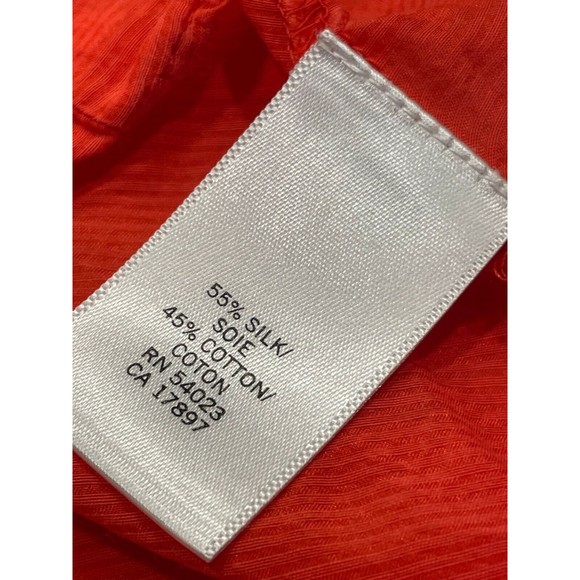 55% SILK/
SOIE
45% COTTON/
COTON
RN 54023
CA 17897